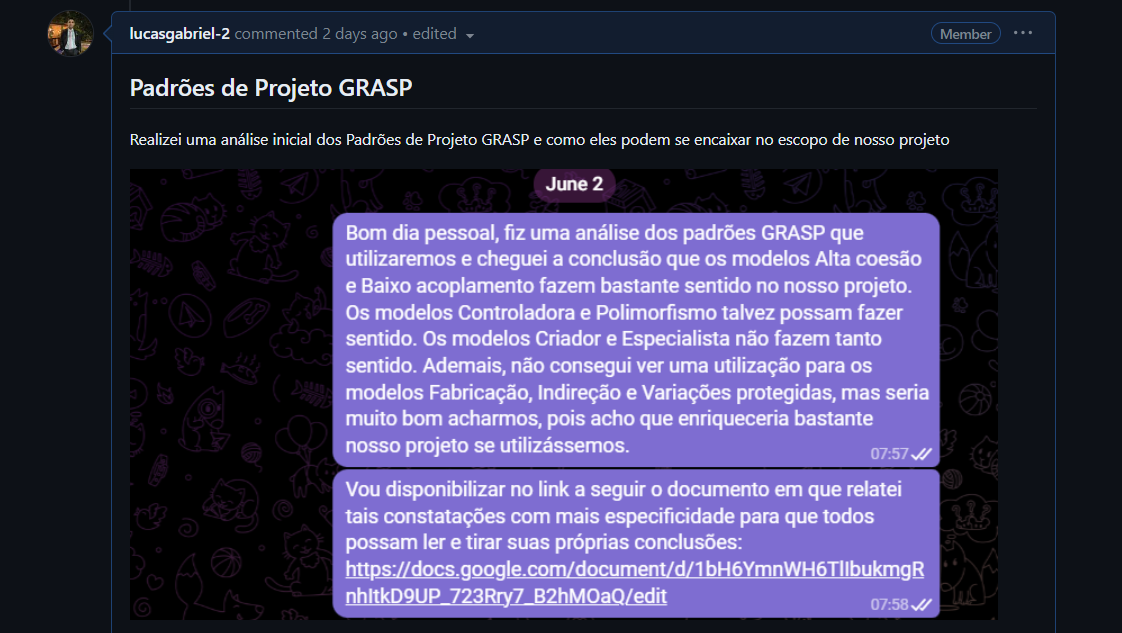 lucasgabriel-2 commented 2 days ago • edited
Member
Padrões de Projeto GRASP
Realizei uma análise inicial dos Padrões de Projeto GRASP e como eles podem se encaixar no escopo de nosso projeto
June 2
Bom dia pessoal, fiz uma análise dos padrões GRASP que
utilizaremos e cheguei a conclusão que os modelos Alta coesão
e Baixo acoplamento fazem bastante sentido no nosso projeto.
Os modelos Controladora e Polimorfismo talvez possam fazer
sentido. Os modelos Criador e Especialista não fazem tanto
sentido. Ademais, não consegui ver uma utilização para os
modelos Fabricação, Indireção e Variações protegidas, mas seria
muito bom acharmos, pois acho que enriqueceria bastante
nosso projeto se utilizássemos.
07:57
Vou disponibilizar no link a seguir o documento em que relatei
tais constatações com mais especificidade para que todos
possam ler e tirar suas próprias conclusões:
https://docs.google.com/document/d/1bH6YmnWH6TlIbukmgR
nhItkD9UP_723Rry7_B2hMOaQ/edit
07:58